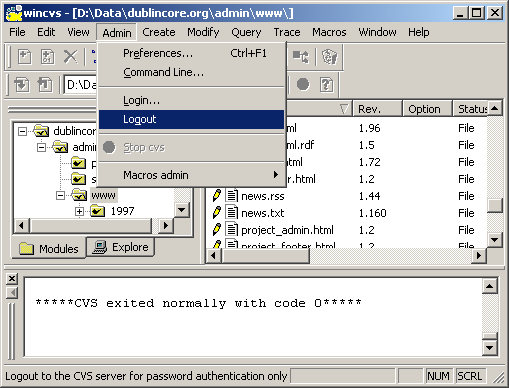 wincvs - [D:\Data\dublincore.org\admin\www\]
File Edit View Admin Create Modify Query Trace Macros Window Help
Preferences... Ctrl+F1
Command Line...
Login...
Logout
Stop cvs
Macros admin
D:\Da
Rev. Option Status
1.96 File
ml.rdf 1.5 File
1.72 File
er.html 1.2 File
news.rss 1.44 File
news.txt 1.160 File
project_admin.html 1.2 File
project_footer.html 1.2 File
dublinco
admi
www
1997
Modules Explore
*****CVS exited normally with code 0*****
Logout to the CVS server for password authentication only NUM SCRL